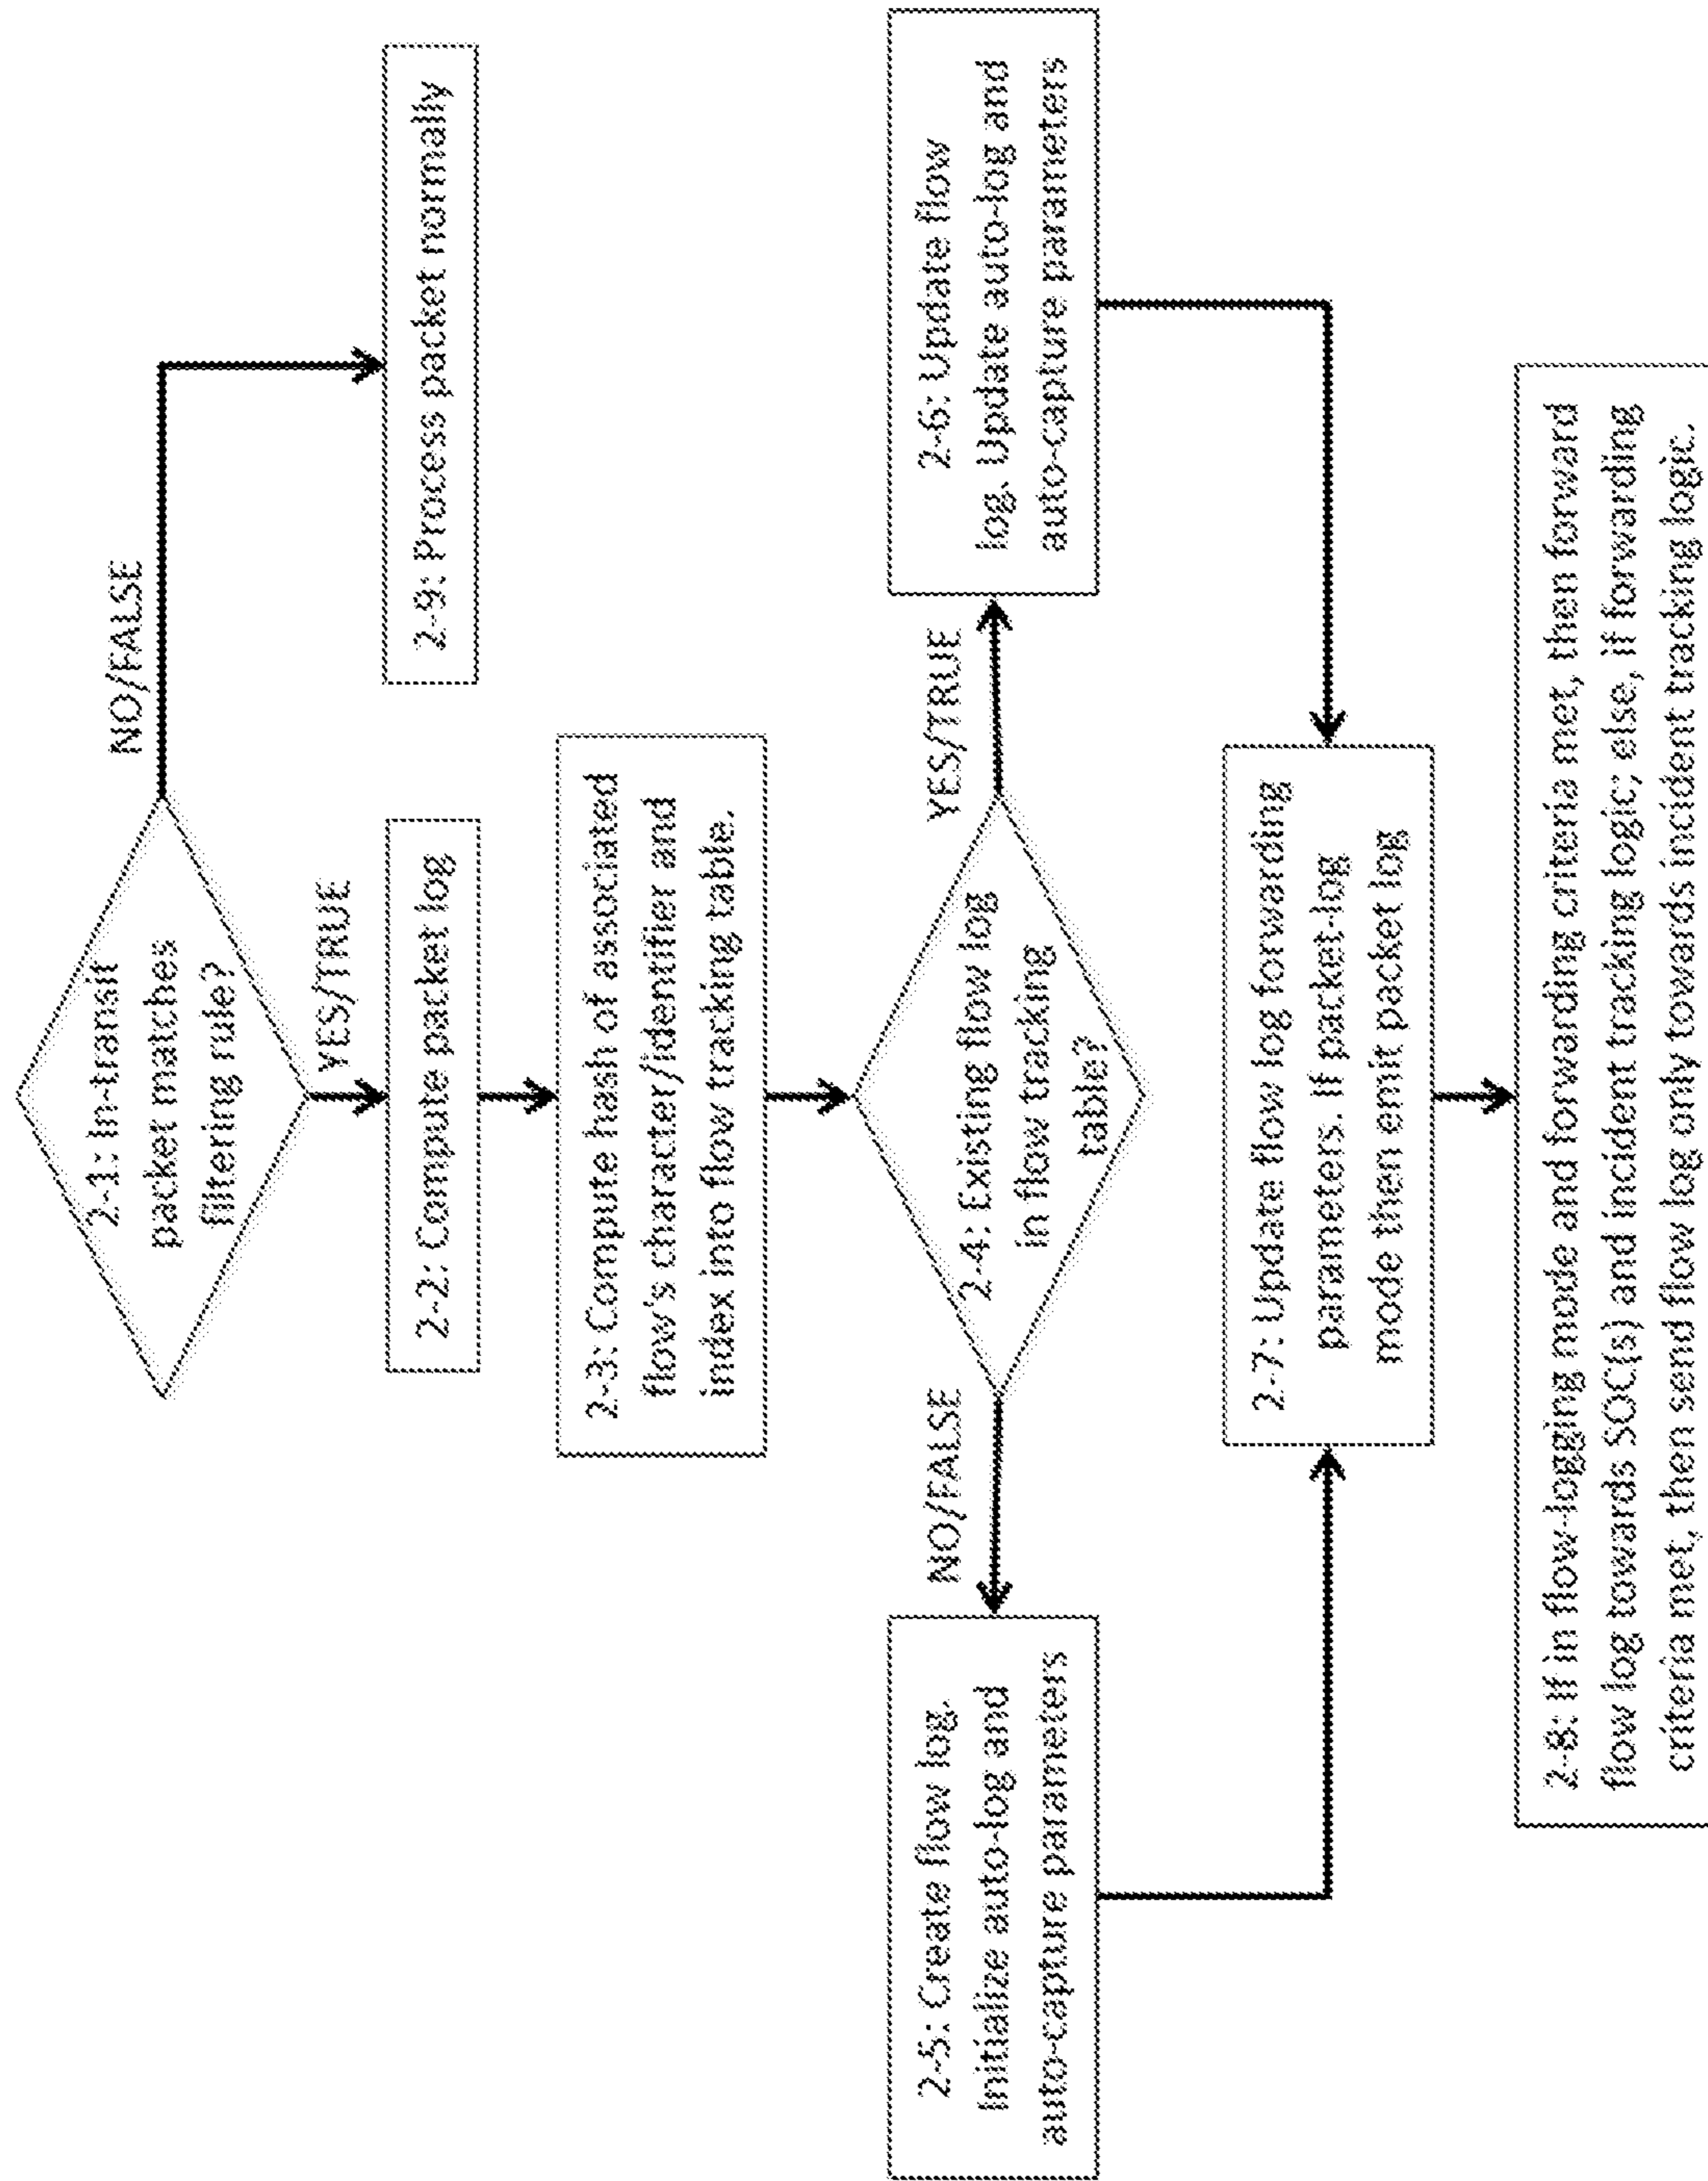 2-1: In-transit
packet matches
filtering rule?
NO/FALSE
YES/TRUE
2-9: Process packet normally
2-2: Compute packet log
2-3: Compute hash of associated
flow's character/identifier and
index into flow tracking table.
2-4: Existing flow log
in flow tracking
table?
NO/FALSE
YES/TRUE
2-5: Create flow log.
Initialize auto-log and
auto-capture parameters
2-6: Update flow
log. Update auto-log and
auto-capture parameters
2-7: Update flow log forwarding
parameters. If packet-log
mode then emit packet log
2-8: If in flow-logging mode and forwarding criteria met, then forward
flow log towards SOC(s) and incident tracking logic; else, if forwarding
criteria met, then send flow log only towards incident tracking logic.